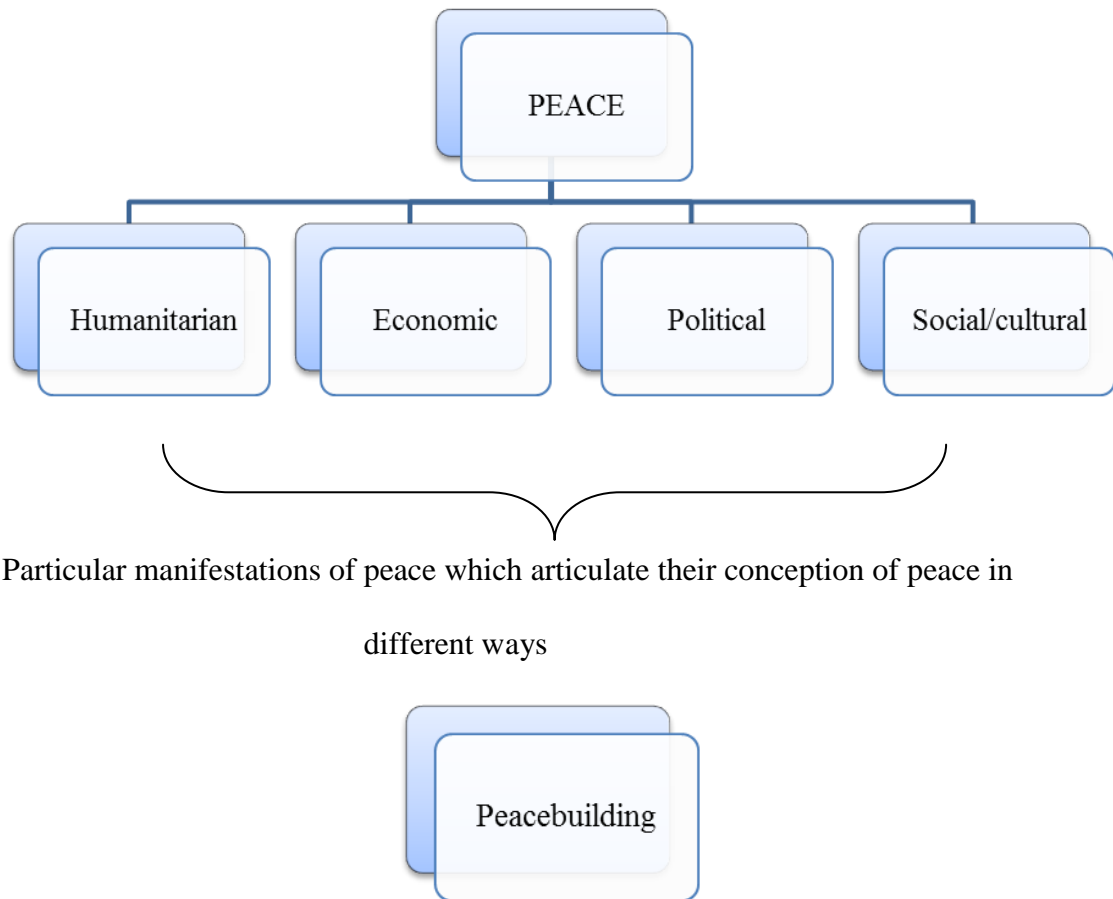 PEACE
Humanitarian
Economic
Political
Social/cultural
Particular manifestations of peace which articulate their conception of peace in
different ways
Peacebuilding